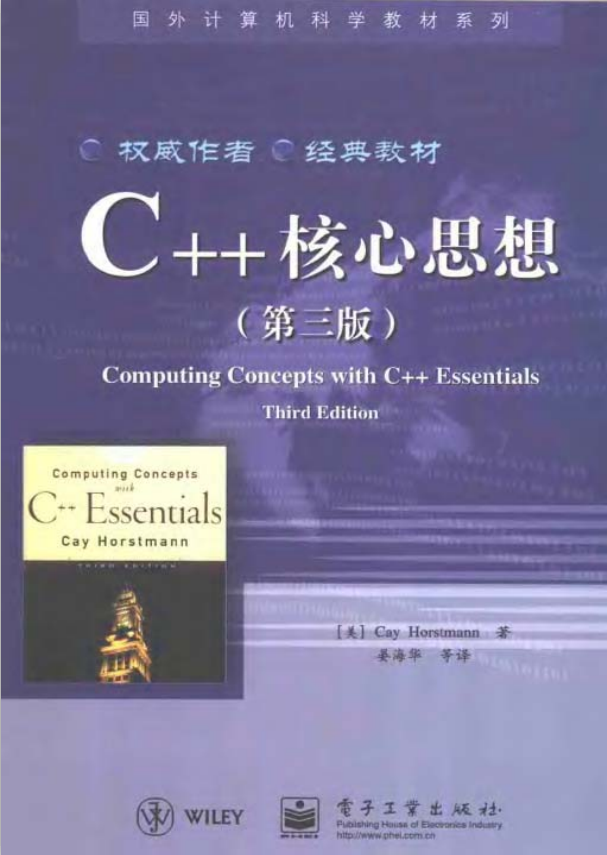 国外计算机科学教材系列
权威作者 经典教材
C++核心思想
（第三版）
Computing Concepts with C++ Essentials
Third Edition
Computing Concepts
with
C++ Essentials
Cay Horstmann
THIRD EDITION
［美］Cay Horstmann 著
晏海华 等译
WILEY
电子工业出版社·
Publishing House of Electronics Industry
http://www.phei.com.cn